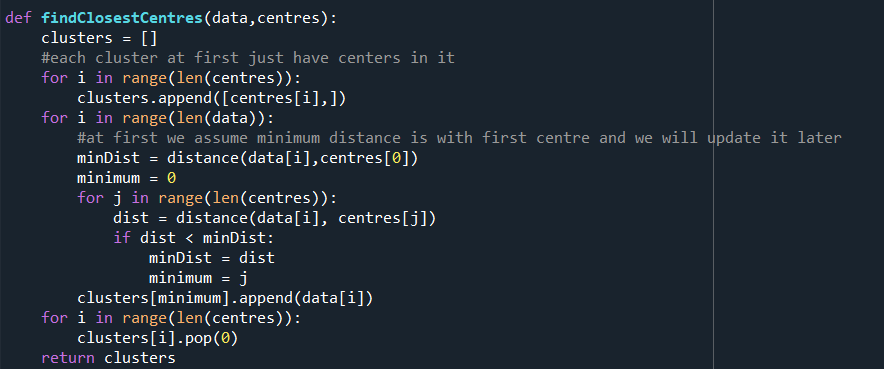 def findClosestCentres(data,centres):
    clusters = []
    #each cluster at first just have centers in it
    for i in range(len(centres)):
        clusters.append([centres[i],])
    for i in range(len(data)):
        #at first we assume minimum distance is with first centre and we will update it later
        minDist = distance(data[i],centres[0])
        minimum = 0
        for j in range(len(centres)):
            dist = distance(data[i], centres[j])
            if dist < minDist:
                minDist = dist
                minimum = j
        clusters[minimum].append(data[i])
    for i in range(len(centres)):
        clusters[i].pop(0)
    return clusters